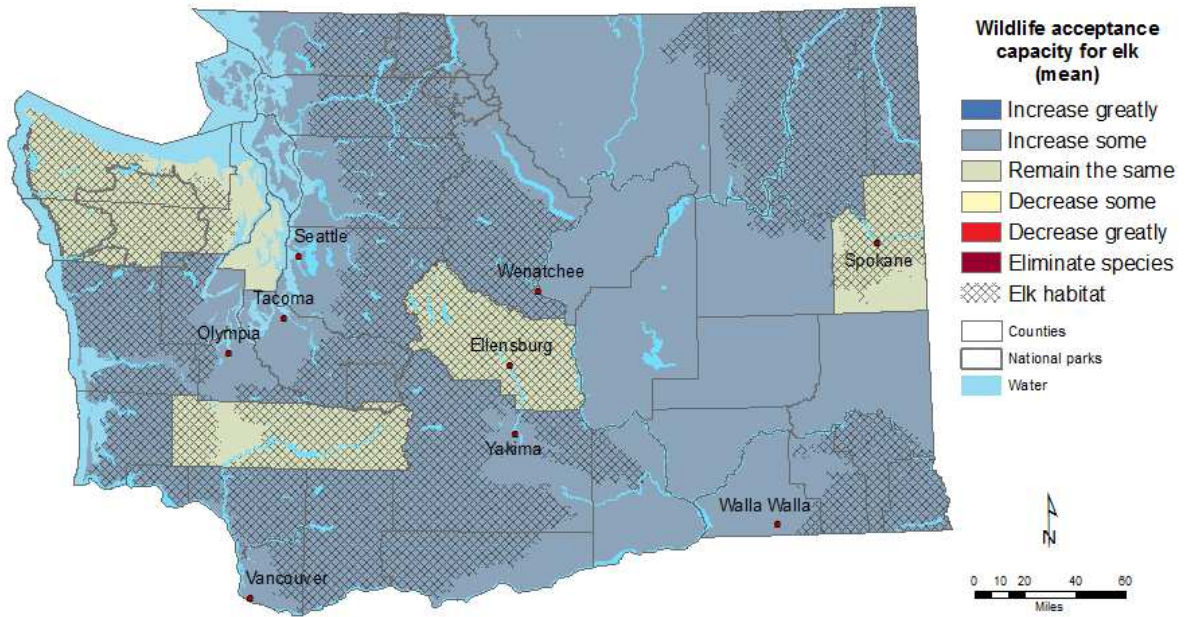 Wildlife acceptance
capacity for elk
(mean)
Increase greatly
Increase some
Remain the same
Decrease some
Decrease greatly
Eliminate species
Elk habitat
Counties
National parks
Water
Seattle
Spokane
Wenatchee
Tacoma
Olympia
Ellensburg
Yakima
Walla Walla
Vancouver
N
0 10 20 40 60
Miles